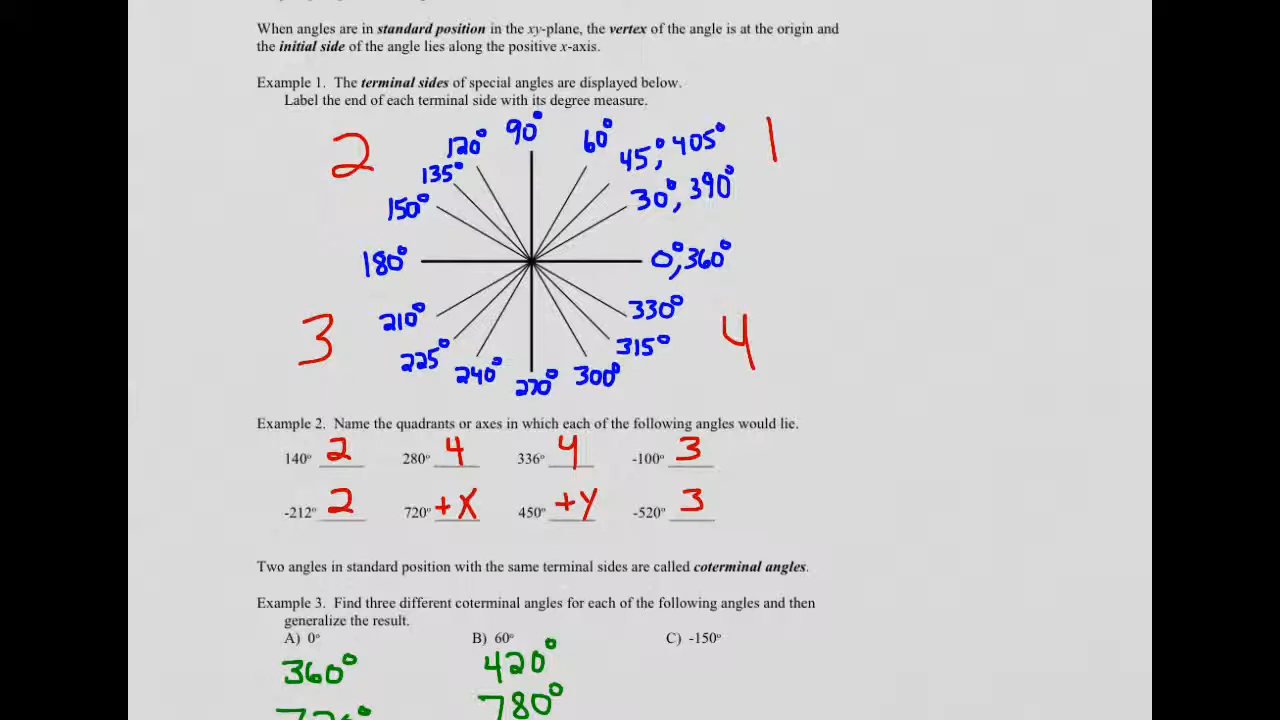 When angles are in standard position in the xy-plane, the vertex of the angle is at the origin and
the initial side of the angle lies along the positive x-axis.
Example 1. The terminal sides of special angles are displayed below.
Label the end of each terminal side with its degree measure.
2 120° 90° 60° 1
135° 45°, 405°
150° 30°, 390°
180° 0°, 360°
210° 330°
3 225° 315° 4
240° 270° 300°
Example 2. Name the quadrants or axes in which each of the following angles would lie.
140° 2 280° 4 336° 4 -100° 3
-212° 2 720° +X 450° +Y -520° 3
Two angles in standard position with the same terminal sides are called coterminal angles.
Example 3. Find three different coterminal angles for each of the following angles and then
generalize the result.
A) 0° B) 60° C) -150°
360° 420°
780°